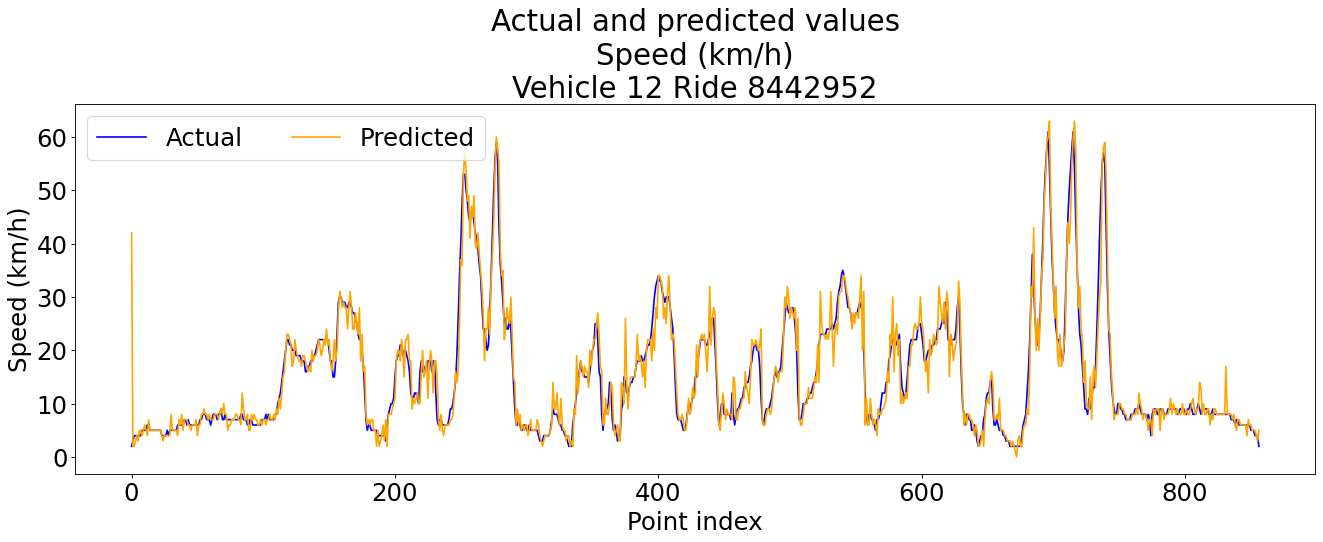 Actual and predicted values
Speed (km/h)
Vehicle 12 Ride 8442952
Actual
Predicted
Speed (km/h)
60
50
40
30
20
10
0
0
200
400
600
800
Point index